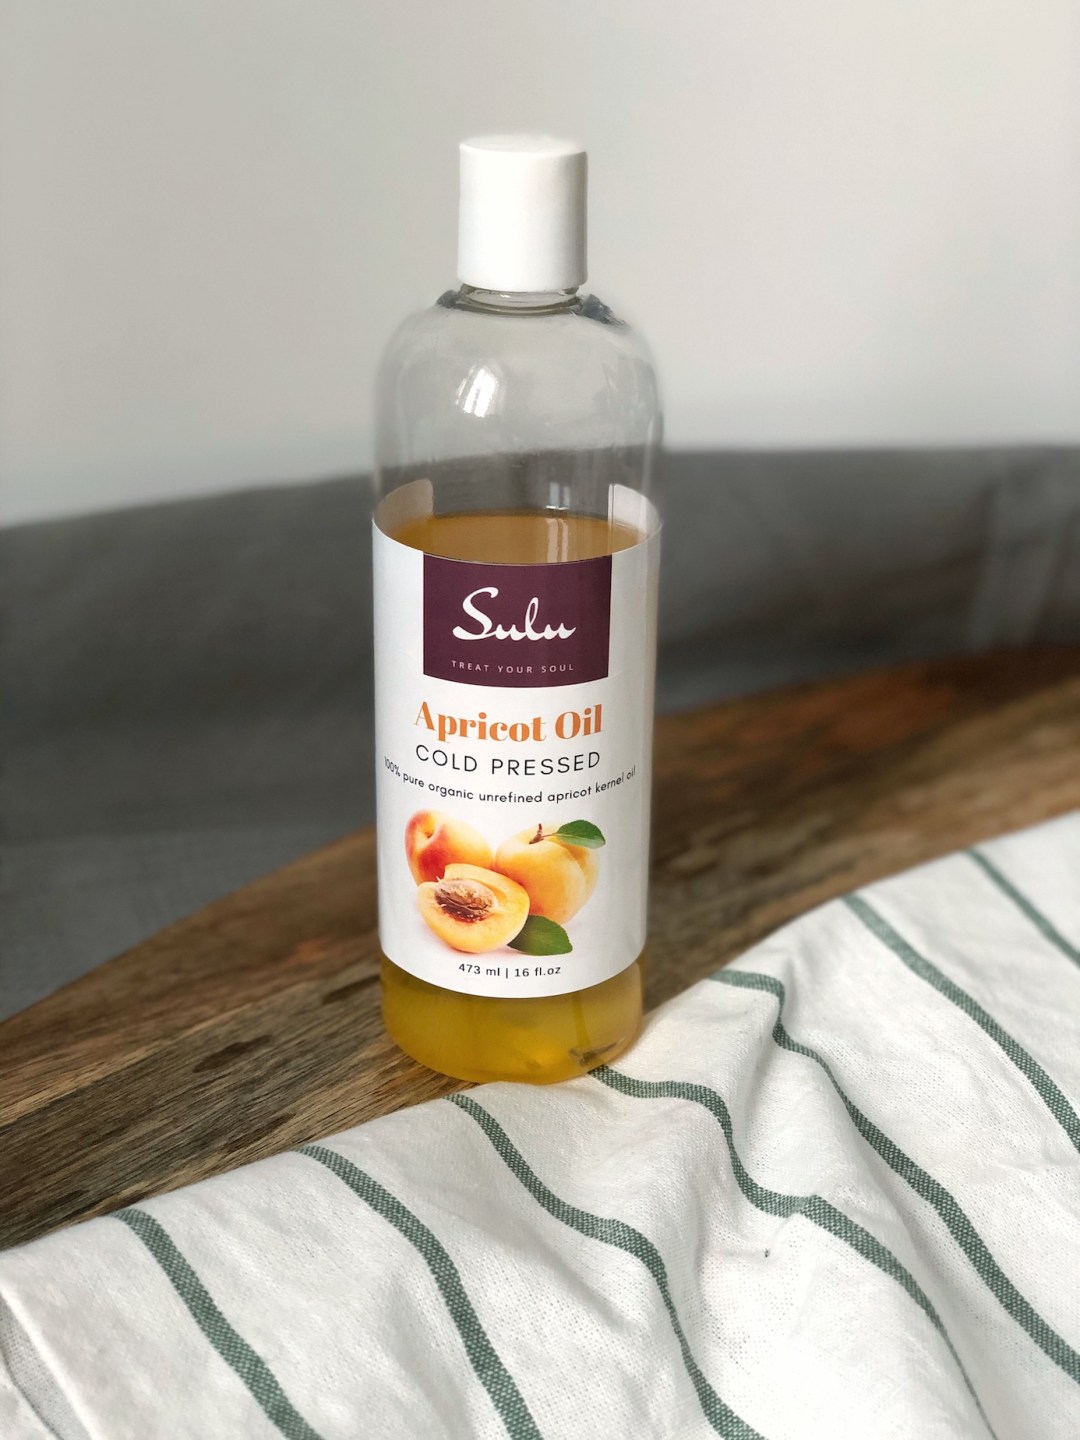 Sulu
TREAT YOUR SOUL
Apricot Oil
COLD PRESSED
100% pure organic unrefined apricot kernel oil
473 ml | 16 fl.oz